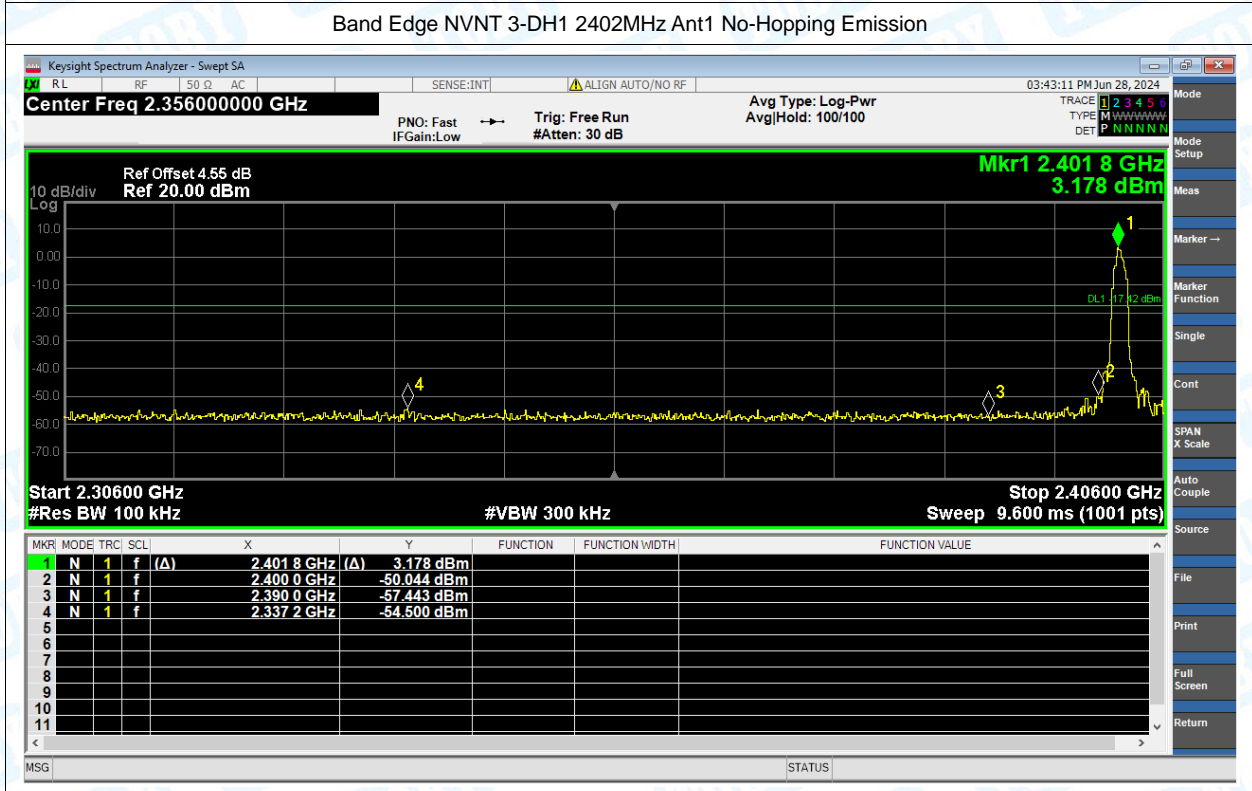 Band Edge NVNT 3-DH1 2402MHz Ant1 No-Hopping Emission
Keysight Spectrum Analyzer - Swept SA
LXI RL RF 50 Ω AC SENSE:INT ALIGN AUTO/NO RF 03:43:11 PM Jun 28, 2024
Center Freq 2.356000000 GHz
PNO: Fast
IFGain:Low
Trig: Free Run
#Atten: 30 dB
Avg Type: Log-Pwr
Avg|Hold: 100/100
TRACE 1 2 3 4 5 6
TYPE M W W W W W
DET P N N N N N
Mkr1 2.401 8 GHz
3.178 dBm
Ref Offset 4.55 dB
Ref 20.00 dBm
10 dB/div
Log
10.0
0.00
-10.0
-20.0
-30.0
-40.0
-50.0
-60.0
-70.0
1
DL1 -17.42 dBm
2
3
4
Start 2.30600 GHz
Stop 2.40600 GHz
#Res BW 100 kHz
#VBW 300 kHz
Sweep 9.600 ms (1001 pts)
MKR MODE TRC SCL X Y FUNCTION FUNCTION WIDTH FUNCTION VALUE
1 N 1 f (Δ) 2.401 8 GHz (Δ) 3.178 dBm
2 N 1 f 2.400 0 GHz -50.044 dBm
3 N 1 f 2.390 0 GHz -57.443 dBm
4 N 1 f 2.337 2 GHz -54.500 dBm
5
6
7
8
9
10
11
MSG
STATUS
Mode
Mode
Setup
Meas
Marker→
Marker
Function
Single
Cont
SPAN
X Scale
Auto
Couple
Source
File
Print
Full
Screen
Return